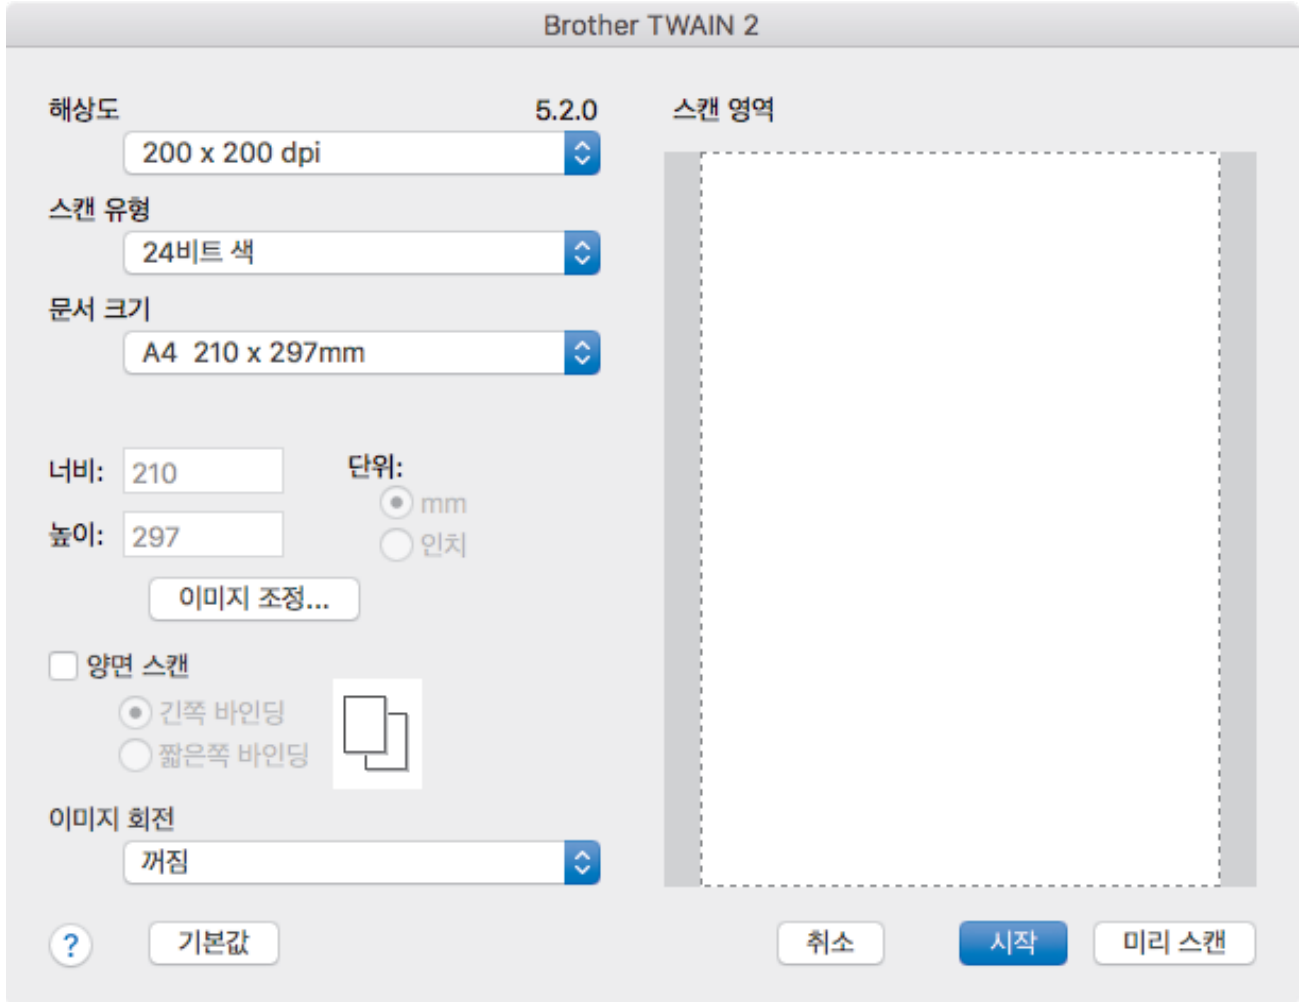 Brother TWAIN 2
해상도 5.2.0
200 x 200 dpi
스캔 유형
24비트 색
문서 크기
A4 210 x 297mm
너비: 210
단위:
mm
높이: 297
인치
이미지 조정...
양면 스캔
긴쪽 바인딩
짧은쪽 바인딩
이미지 회전
꺼짐
? 기본값
스캔 영역
취소 시작 미리 스캔